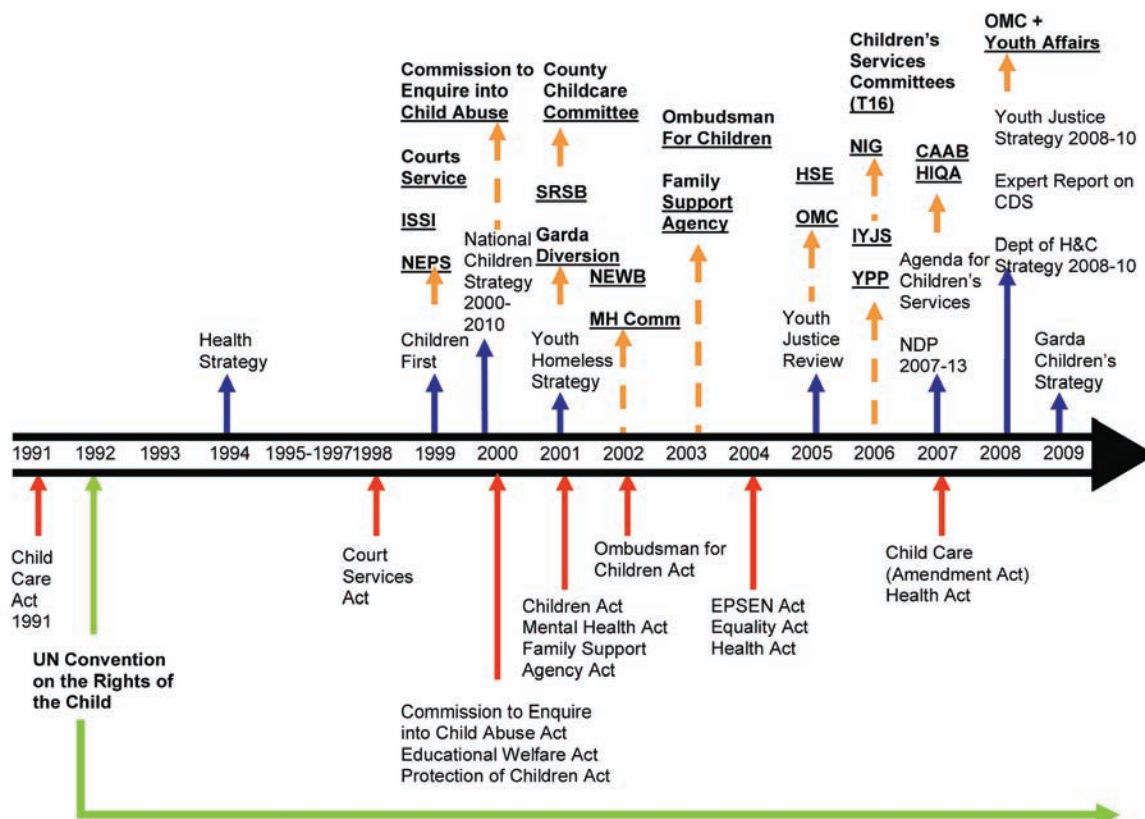 Commission to
Enquire into
Child Abuse
Courts
Service
ISSI
NEPS
County
Childcare
Committee
SRSB
Garda
Diversion
NEWB
MH Comm
Ombudsman
For Children
Family
Support
Agency
HSE
OMC
Children's
Services
Committees
(T16)
NIG
IYJS
YPP
CAAB
HIQA
OMC +
Youth Affairs
Youth Justice
Strategy 2008-10
Expert Report on
CDS
Dept of H&C
Strategy 2008-10
Health
Strategy
Children
First
National
Children
Strategy
2000-
2010
Youth
Homeless
Strategy
Youth
Justice
Review
Agenda for
Children's
Services
NDP
2007-13
Garda
Children's
Strategy
1991 1992 1993 1994 1995-1997 1998 1999 2000 2001 2002 2003 2004 2005 2006 2007 2008 2009
Child
Care
Act
1991
UN Convention
on the Rights of
the Child
Court
Services
Act
Commission to Enquire
into Child Abuse Act
Educational Welfare Act
Protection of Children Act
Children Act
Mental Health Act
Family Support
Agency Act
Ombudsman for
Children Act
EPSEN Act
Equality Act
Health Act
Child Care
(Amendment Act)
Health Act